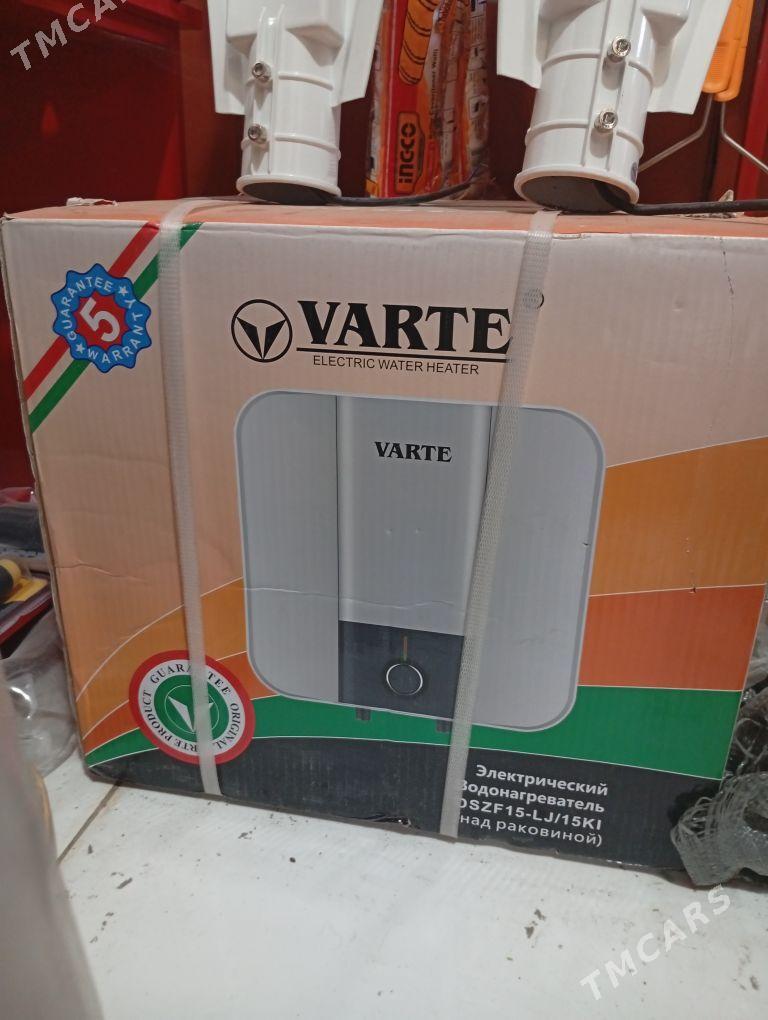 TMCARS
INGCO
GUARANTEE
5
WARRANTY
VARTE
ELECTRIC WATER HEATER
VARTE
GUARANTEE ORIGINAL PRODUCT
Электрический
Водонагреватель
DSZF15-LJ/15KI
(над раковиной)
TMCARS